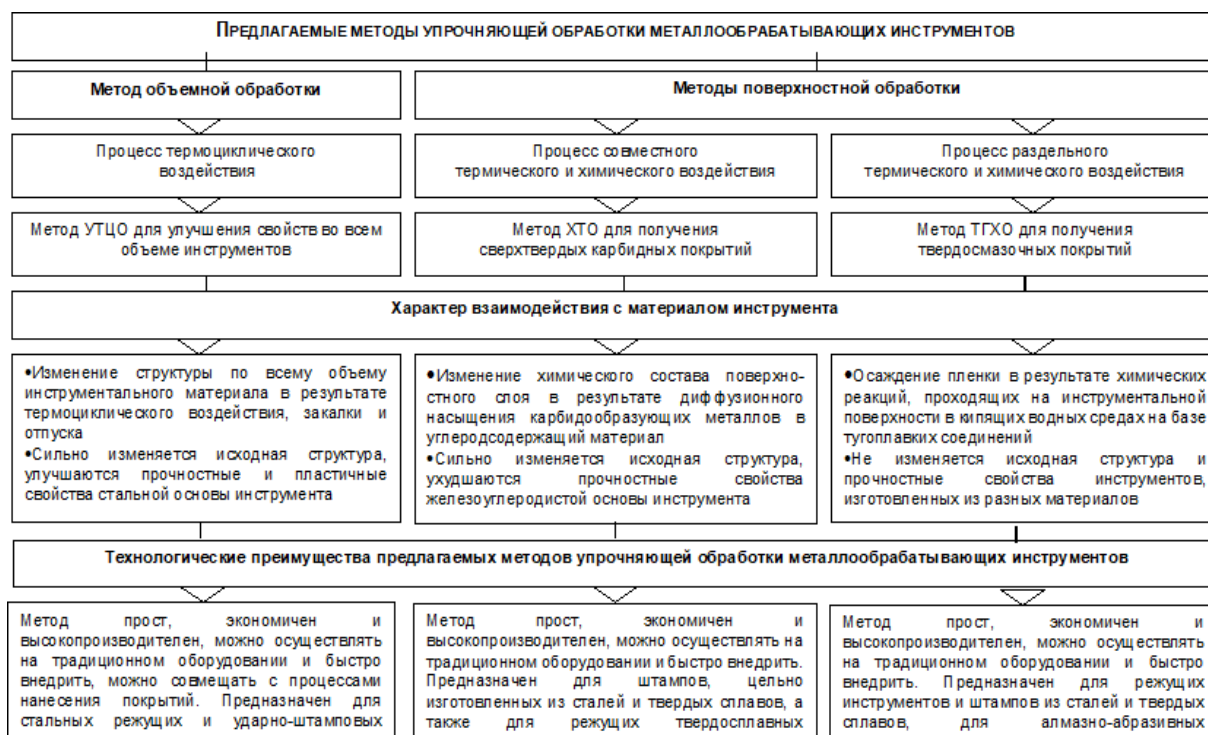 ПРЕДЛАГАЕМЫЕ МЕТОДЫ УПРОЧНЯЮЩЕЙ ОБРАБОТКИ МЕТАЛЛООБРАБАТЫВАЮЩИХ ИНСТРУМЕНТОВ
Метод объемной обработки
Методы поверхностной обработки
Процесс термоциклического
воздействия
Процесс совместного
термического и химического воздействия
Процесс раздельного
термического и химического воздействия
Метод УТЦО для улучшения свойств во всем
объеме инструментов
Метод ХТО для получения
сверхтвердых карбидных покрытий
Метод ТГХО для получения
твердосмазочных покрытий
Характер взаимодействия с материалом инструмента
•Изменение структуры по всему объему
инструментального материала в результате
термоциклического воздействия, закалки и
отпуска
•Сильно изменяется исходная структура,
улучшаются прочностные и пластичные
свойства стальной основы инструмента
•Изменение химического состава поверхно-
стного слоя в результате диффузионного
насыщения карбидообразующих металлов в
углеродсодержащий материал
•Сильно изменяется исходная структура,
ухудшаются прочностные свойства
железоуглеродистой основы инструмента
•Осаждение пленки в результате химических
реакций, проходящих на инструментальной
поверхности в кипящих водных средах на базе
тугоплавких соединений
•Не изменяется исходная структура и
прочностные свойства инструментов,
изготовленных из разных материалов
Технологические преимущества предлагаемых методов упрочняющей обработки металлообрабатывающих инструментов
Метод прост, экономичен и
высокопроизводителен, можно осуществлять
на традиционном оборудовании и быстро
внедрить, можно совмещать с процессами
нанесения покрытий. Предназначен для
стальных режущих и ударно-штамповых
Метод прост, экономичен и
высокопроизводителен, можно осуществлять на
традиционном оборудовании и быстро внедрить.
Предназначен для штампов, цельно
изготовленных из сталей и твердых сплавов, а
также для режущих твердосплавных
Метод прост, экономичен и
высокопроизводителен, можно осуществлять
на традиционном оборудовании и быстро
внедрить. Предназначен для режущих
инструментов и штампов из сталей и твердых
сплавов, для алмазно-абразивных